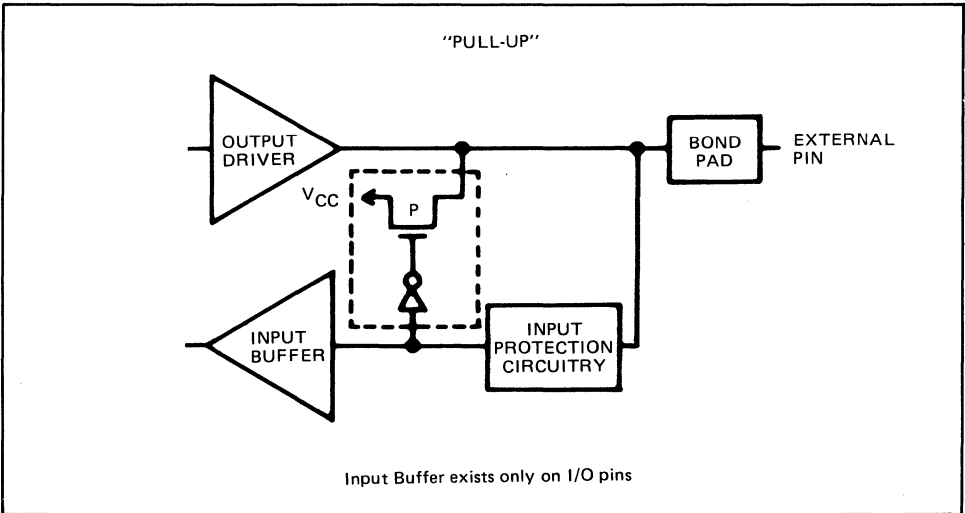 "PULL-UP"
OUTPUT
DRIVER
BOND
PAD
EXTERNAL
PIN
VCC
P
INPUT
BUFFER
INPUT
PROTECTION
CIRCUITRY
Input Buffer exists only on I/O pins